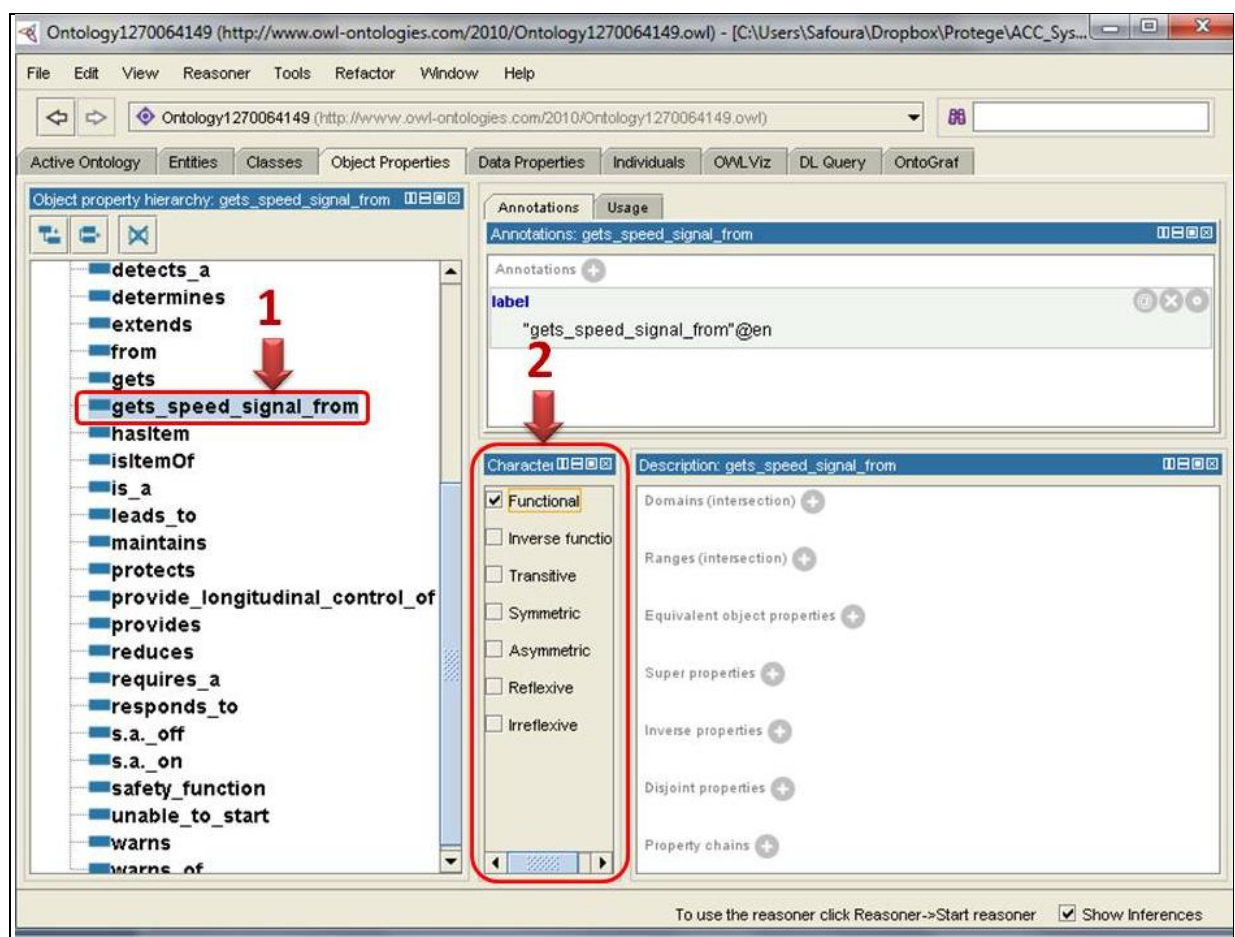 Ontology1270064149 (http://www.owl-ontologies.com/2010/Ontology1270064149.owl) - [C:\Users\Safoura\Dropbox\Protege\ACC_Sys...
File Edit View Reasoner Tools Refactor Window Help
Ontology1270064149 (http://www.owl-ontologies.com/2010/Ontology1270064149.owl)
Active Ontology Entities Classes Object Properties Data Properties Individuals OWLViz DL Query OntoGraf
Object property hierarchy: gets_speed_signal_from
detects_a
determines
1
extends
from
gets
gets_speed_signal_from
hasItem
isItemOf
is_a
leads_to
maintains
protects
provide_longitudinal_control_of
provides
reduces
requires_a
responds_to
s.a._off
s.a._on
safety_function
unable_to_start
warns
warns_of
Annotations Usage
Annotations: gets_speed_signal_from
Annotations
label
"gets_speed_signal_from"@en
2
Character
Functional
Inverse functio
Transitive
Symmetric
Asymmetric
Reflexive
Irreflexive
Description: gets_speed_signal_from
Domains (intersection)
Ranges (intersection)
Equivalent object properties
Super properties
Inverse properties
Disjoint properties
Property chains
To use the reasoner click Reasoner->Start reasoner Show Inferences